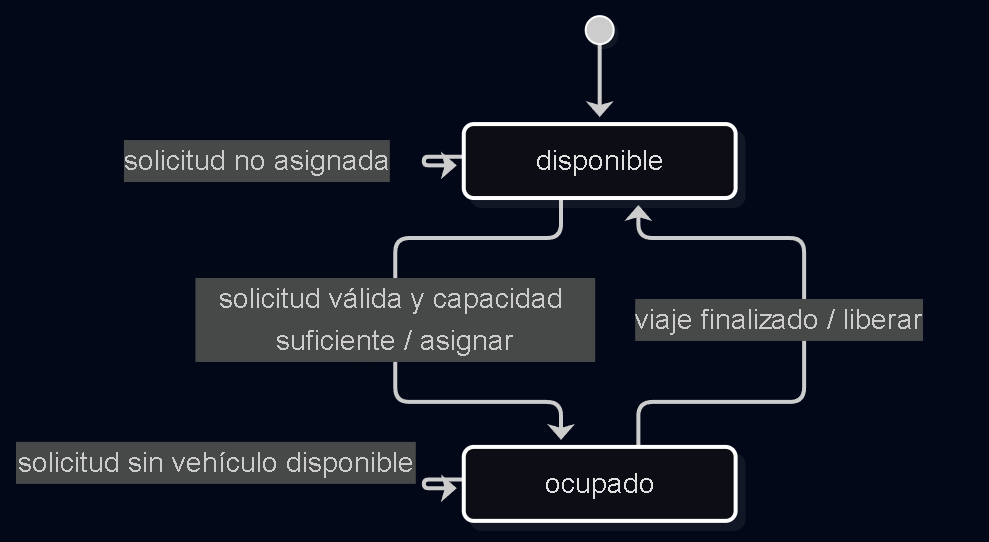 solicitud no asignada
disponible
solicitud válida y capacidad
suficiente / asignar
viaje finalizado / liberar
solicitud sin vehículo disponible
ocupado